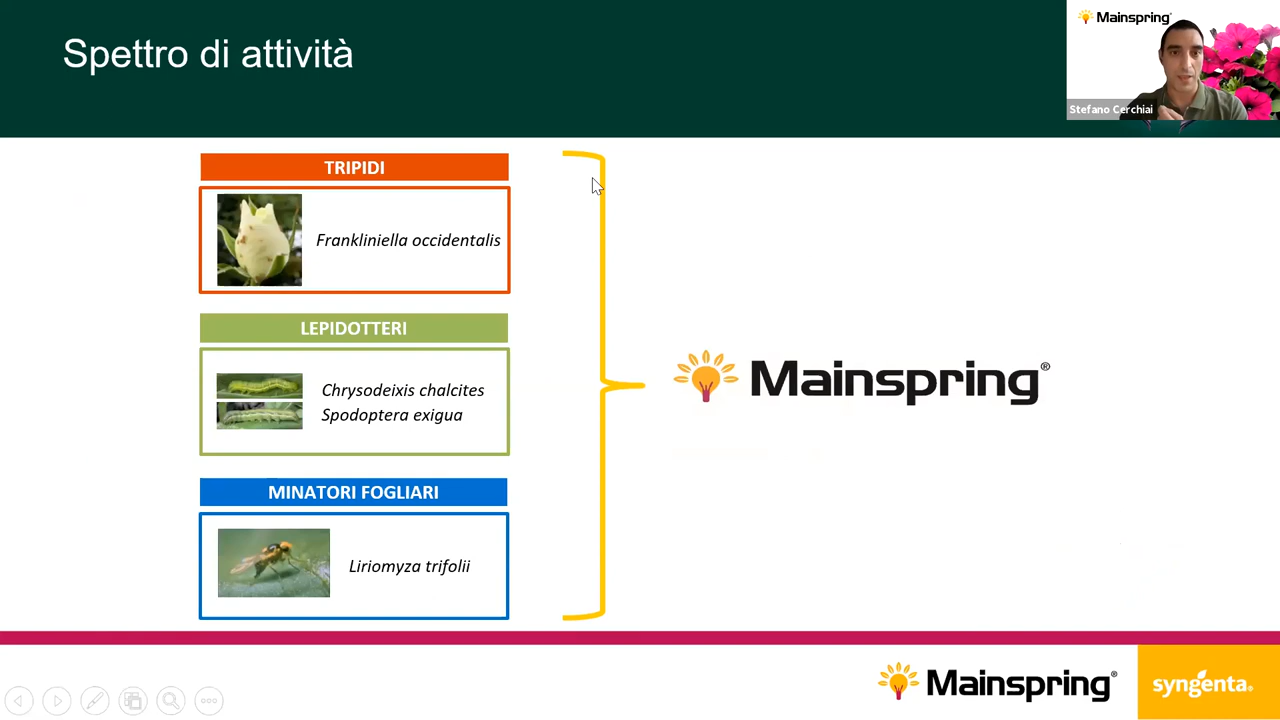 Spettro di attività
Mainspring
Stefano Cerchiai
TRIPIDI
Frankliniella occidentalis
LEPIDOTTERI
Chrysodeixis chalcites
Spodoptera exigua
MINATORI FOGLIARI
Liriomyza trifolii
Mainspring®
Mainspring®
syngenta®